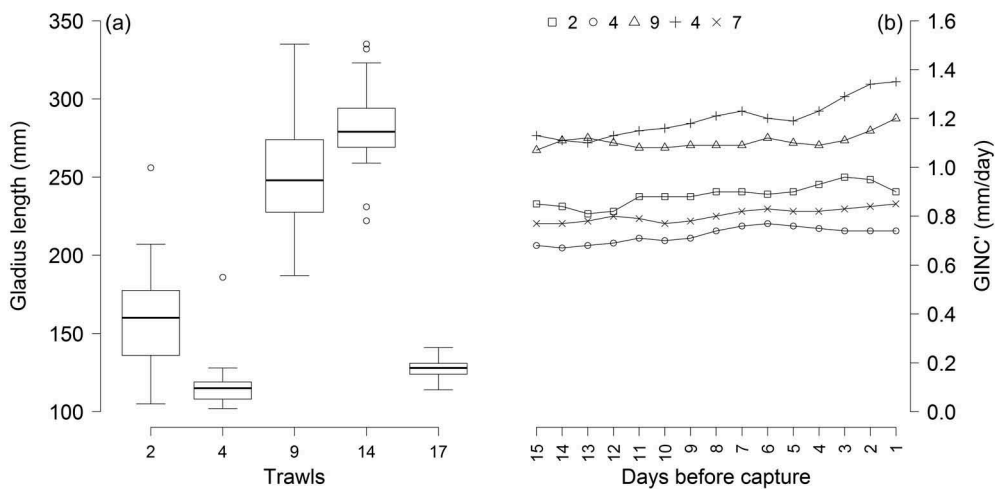 (a)
Gladius length (mm)
350
300
250
200
150
100
2 4 9 14 17
Trawls
2 4 9 4 7
(b)
1.6
1.4
1.2
1.0
0.8
0.6
0.4
0.2
0.0
GINC' (mm/day)
15 14 13 12 11 10 9 8 7 6 5 4 3 2 1
Days before capture